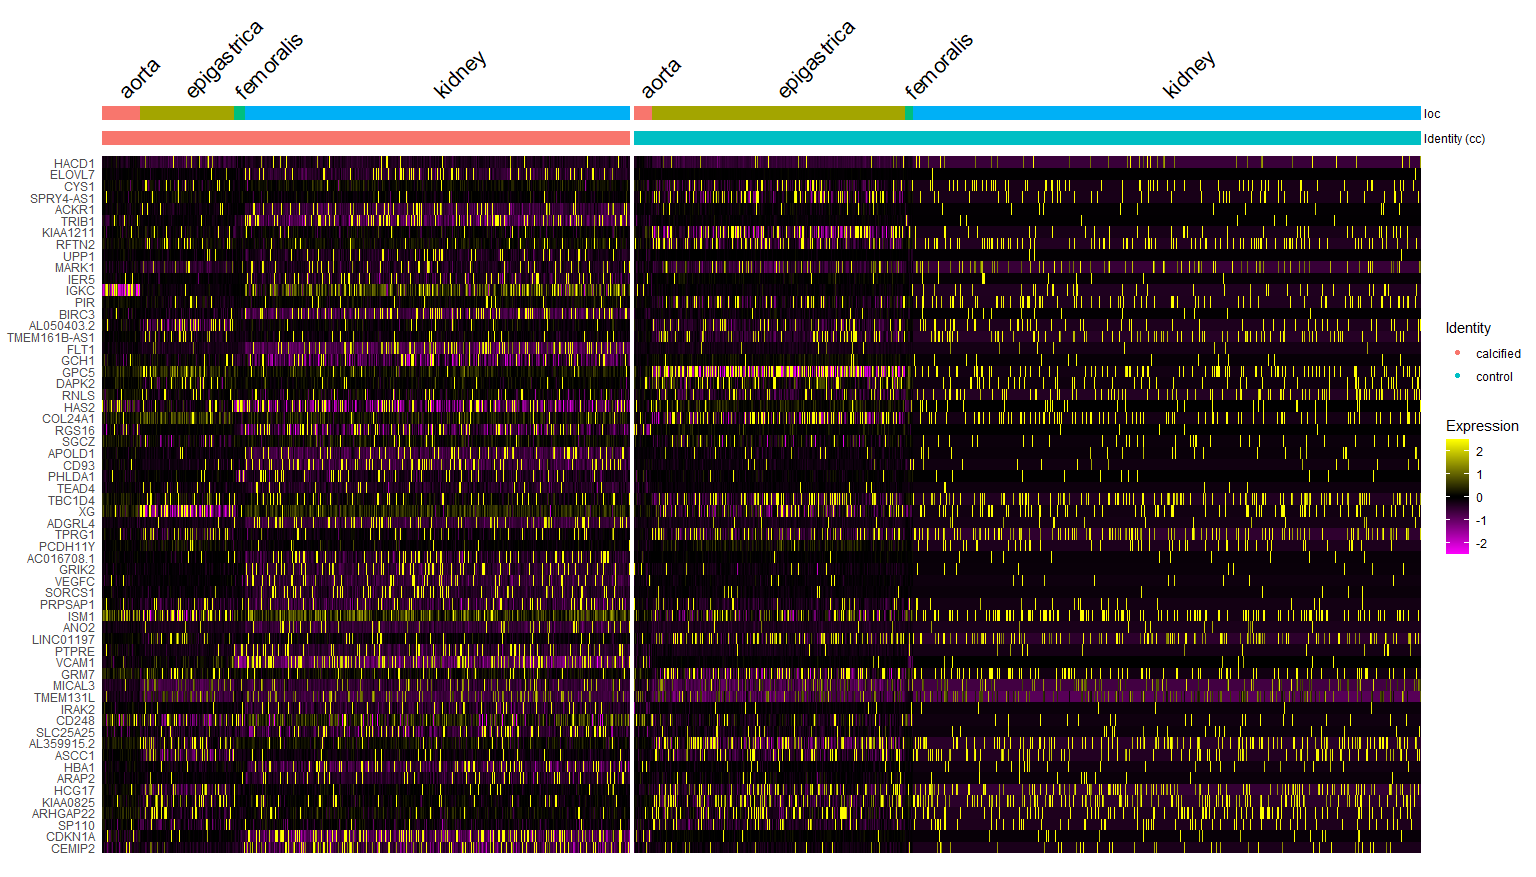 aorta
epigastrica
femoralis
kidney
aorta
epigastrica
femoralis
kidney
loc
Identity (cc)
HACD1
ELOVL7
CYS1
SPRY4-AS1
ACKR1
TRIB1
KIAA1211
RFTN2
UPP1
MARK1
IER5
IGKC
PIR
BIRC3
AL050403.2
TMEM161B-AS1
FLT1
GCH1
GPC5
DAPK2
RNLS
HAS2
COL24A1
RGS16
SGCZ
APOLD1
CD93
PHLDA1
TEAD4
TBC1D4
XG
ADGRL4
TPRG1
PCDH11Y
AC016708.1
GRIK2
VEGFC
SORCS1
PRPSAP1
ISM1
ANO2
LINC01197
PTPRE
VCAM1
GRM7
MICAL3
TMEM131L
IRAK2
CD248
SLC25A25
AL359915.2
ASCC1
HBA1
ARAP2
HCG17
KIAA0825
ARHGAP22
SP110
CDKN1A
CEMIP2
Identity
calcified
control
Expression
2
1
0
-1
-2